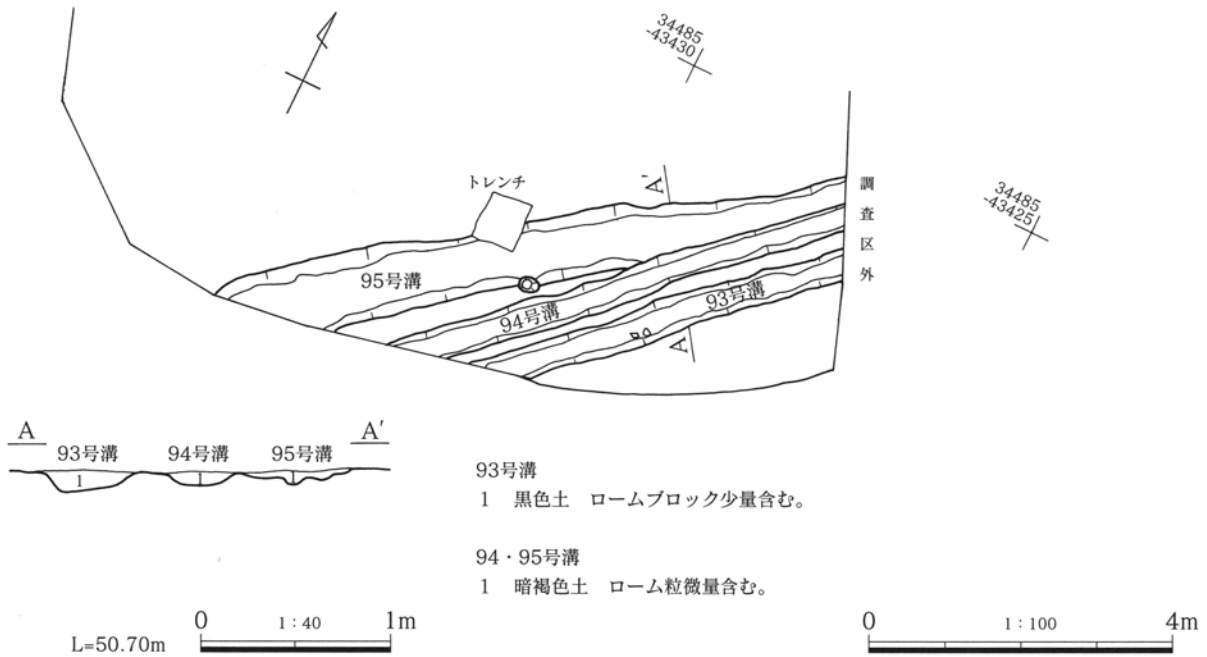 34485
-43430
トレンチ
A'
調査区外
34485
-43425
95号溝
94号溝
93号溝
A
A A'
93号溝 94号溝 95号溝
1 1 1
93号溝
1 黒色土 ロームブロック少量含む。
94・95号溝
1 暗褐色土 ローム粒微量含む。
L=50.70m
0 1:40 1m
0 1:100 4m